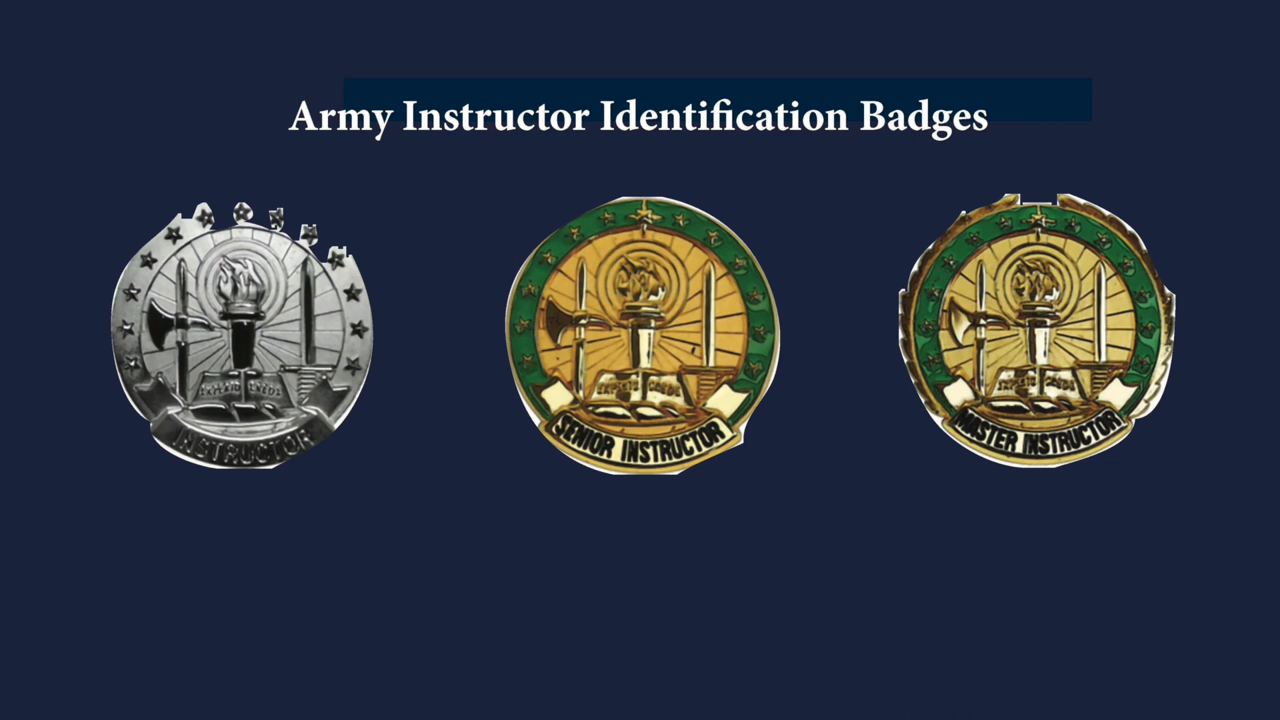 Army Instructor Identification Badges
INSTRUCTOR
SENIOR INSTRUCTOR
MASTER INSTRUCTOR